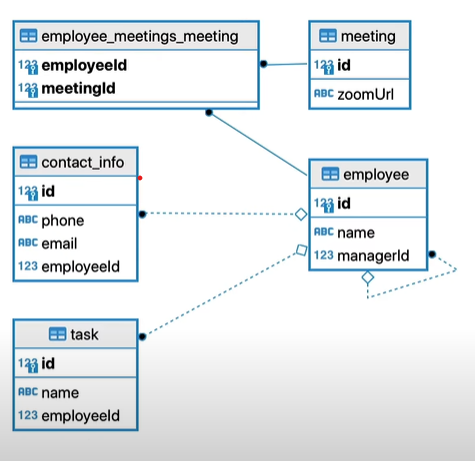 employee_meetings_meeting
123 employeeId
123 meetingId
meeting
123 id
ABC zoomUrl
contact_info
123 id
ABC phone
ABC email
123 employeeId
employee
123 id
ABC name
123 managerId
task
123 id
ABC name
123 employeeId